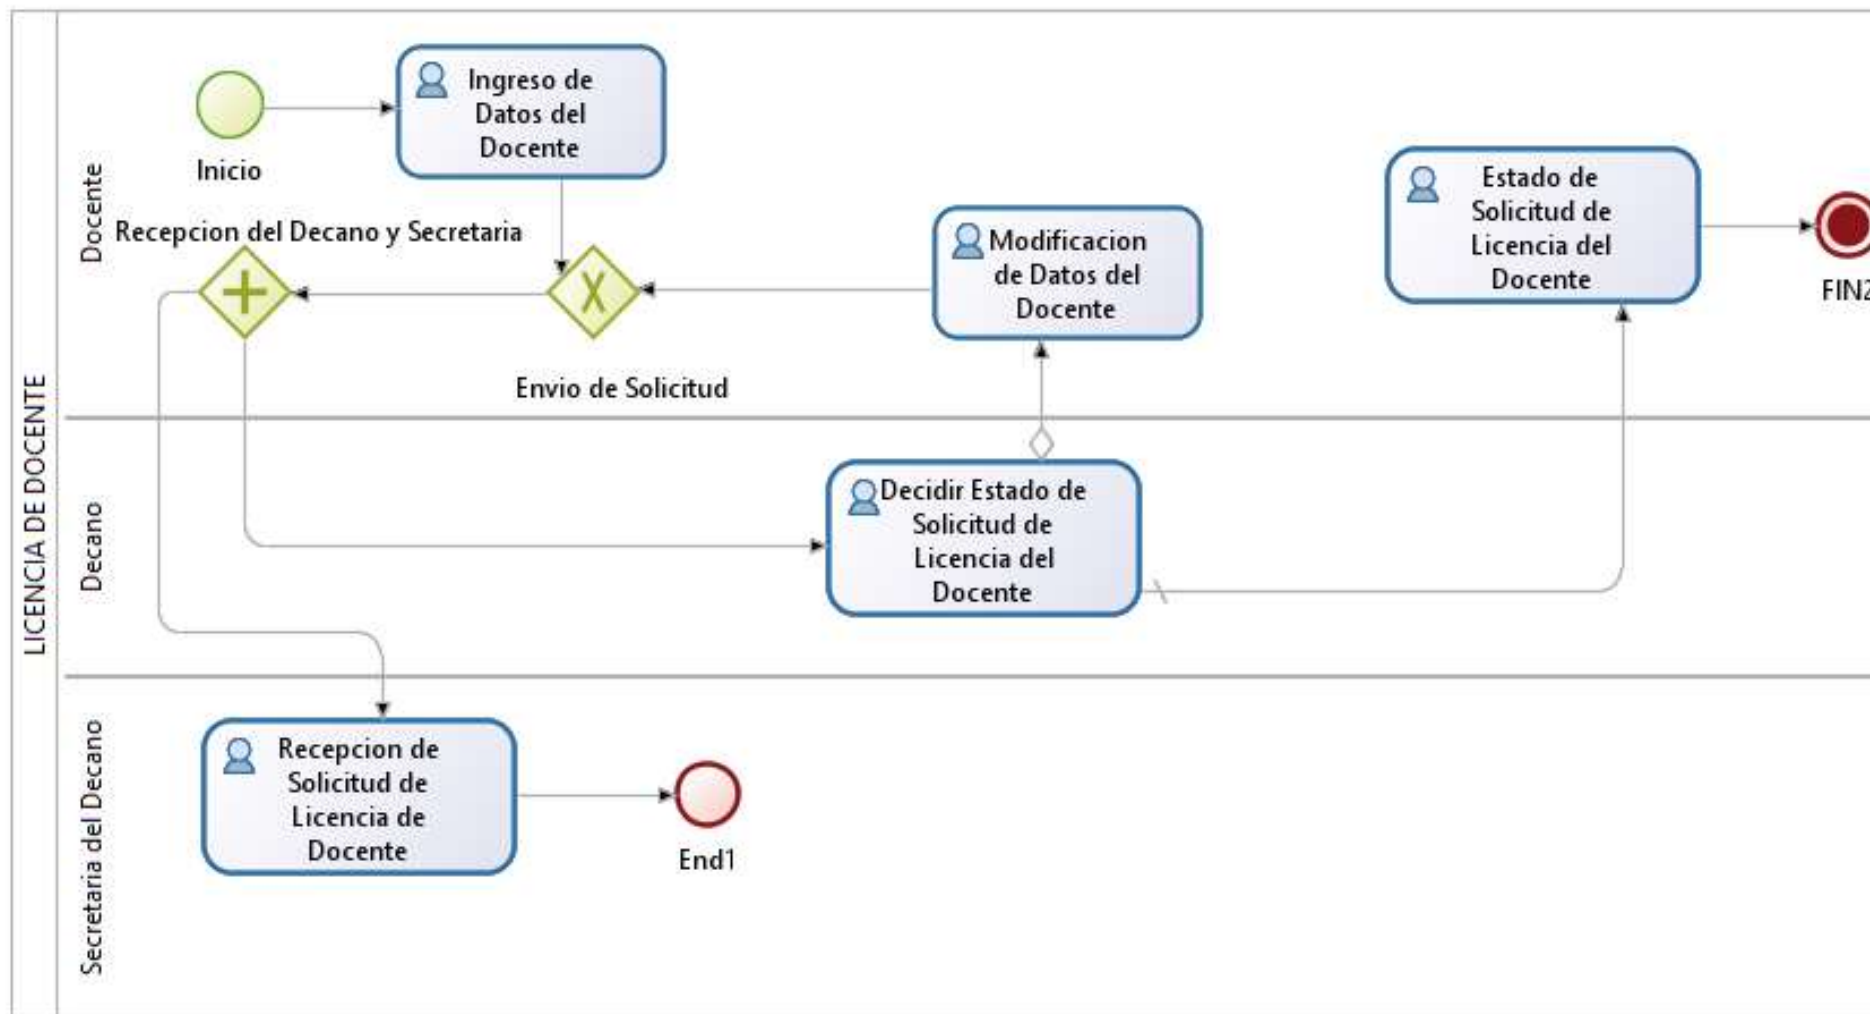 LICENCIA DE DOCENTE
Docente
Inicio
Ingreso de
Datos del
Docente
Recepcion del Decano y Secretaria
Envio de Solicitud
Modificacion
de Datos del
Docente
Estado de
Solicitud de
Licencia del
Docente
FIN2
Decano
Decidir Estado de
Solicitud de
Licencia del
Docente
Secretaria del Decano
Recepcion de
Solicitud de
Licencia de
Docente
End1